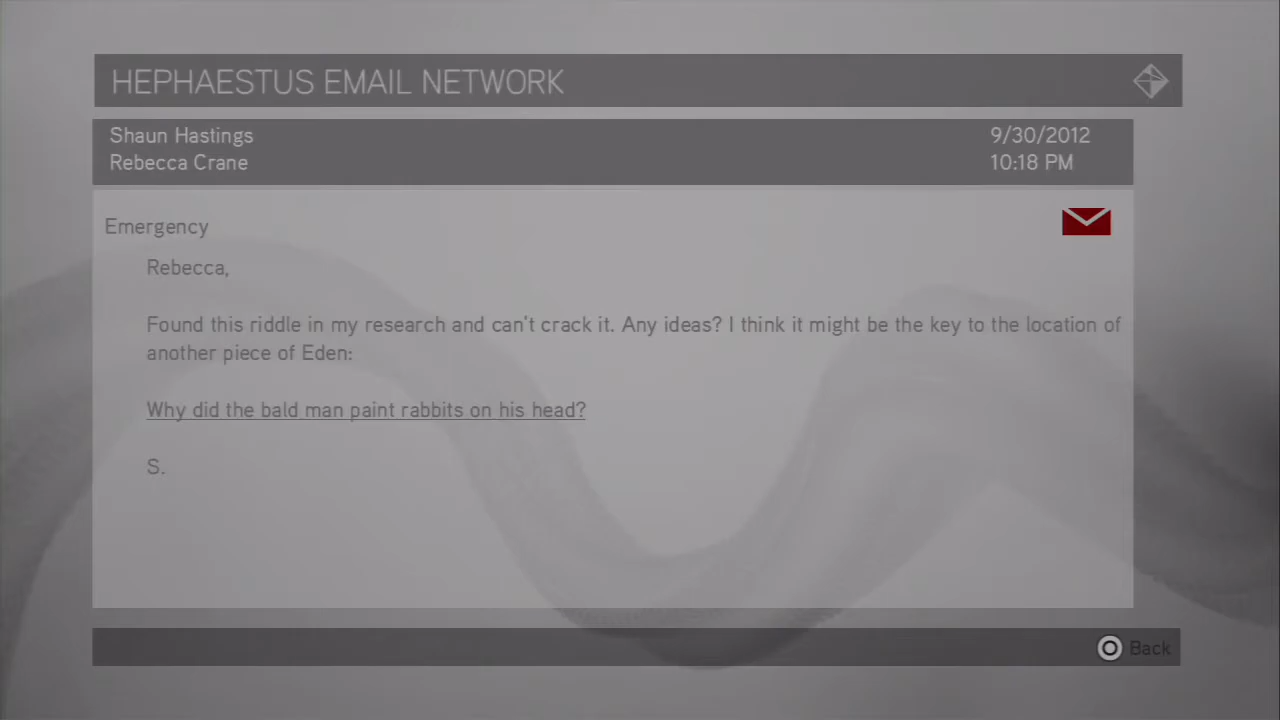 HEPHAESTUS EMAIL NETWORK
Shaun Hastings
9/30/2012
Rebecca Crane
10:18 PM
Emergency
Rebecca,
Found this riddle in my research and can't crack it. Any ideas? I think it might be the key to the location of
another piece of Eden:
Why did the bald man paint rabbits on his head?
S.
Back